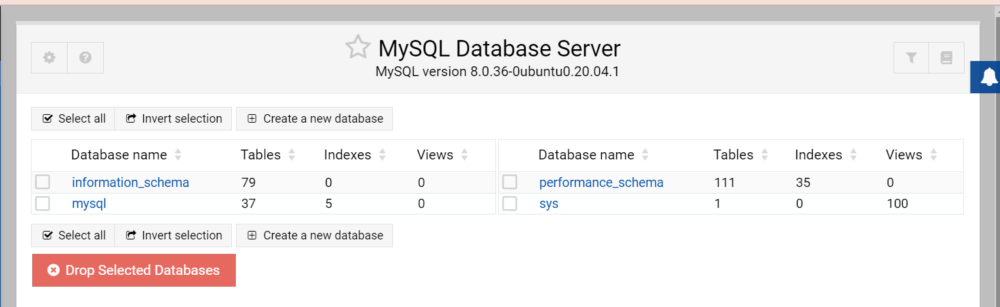 MySQL Database Server
MySQL version 8.0.36-0ubuntu0.20.04.1
Select all Invert selection Create a new database
Database name Tables Indexes Views Database name Tables Indexes Views
information_schema 79 0 0 performance_schema 111 35 0
mysql 37 5 0 sys 1 0 100
Select all Invert selection Create a new database
Drop Selected Databases